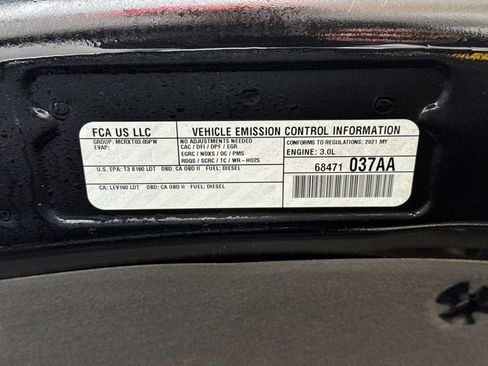 FCA US LLC
GROUP: MCRXT03.05PW
EVAP:
VEHICLE EMISSION CONTROL INFORMATION
NO ADJUSTMENTS NEEDED
CAC / DFI / DPF / EGR
EGRC / NOXS / OC / PMS
RDQS / SCRC / TC / WR-HO2S
CONFORMS TO REGULATIONS: 2021 MY
ENGINE: 3.0L
68471 037AA
U.S. EPA: T3 B160 LDT OBD: CA OBD II FUEL: DIESEL
CA: LEV160 LDT OBD: CA OBD II FUEL: DIESEL